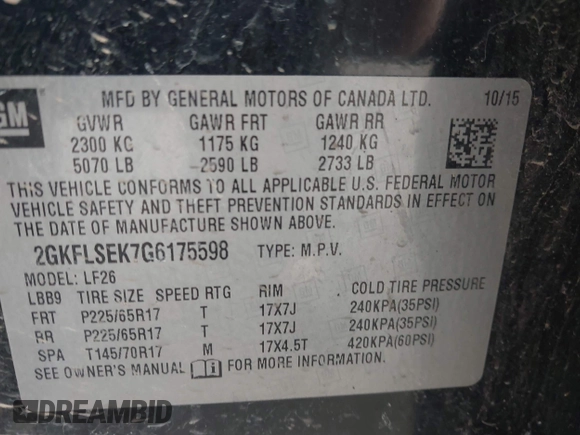 GM
MFD BY GENERAL MOTORS OF CANADA LTD. 10/15
GVWR GAWR FRT GAWR RR
2300 KG 1175 KG 1240 KG
5070 LB 2590 LB 2733 LB
THIS VEHICLE CONFORMS TO ALL APPLICABLE U.S. FEDERAL MOTOR
VEHICLE SAFETY AND THEFT PREVENTION STANDARDS IN EFFECT ON
THE DATE OF MANUFACTURE SHOWN ABOVE.
2GKFLSEK7G6175598 TYPE: M.P.V.
MODEL: LF26
LBB9 TIRE SIZE SPEED RTG RIM COLD TIRE PRESSURE
FRT P225/65R17 T 17X7J 240KPA(35PSI)
RR P225/65R17 T 17X7J 240KPA(35PSI)
SPA T145/70R17 M 17X4.5T 420KPA(60PSI)
SEE OWNER'S MANUAL FOR MORE INFORMATION.
DREAMBID